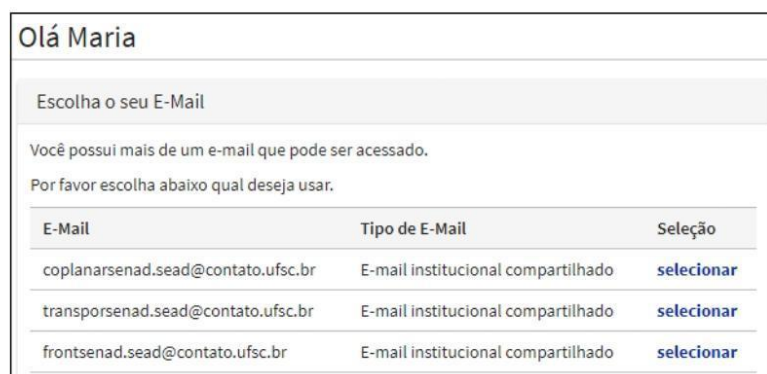 Olá Maria
Escolha o seu E-Mail
Você possui mais de um e-mail que pode ser acessado.
Por favor escolha abaixo qual deseja usar.
E-Mail Tipo de E-Mail Seleção
coplanarsenad.sead@contato.ufsc.br E-mail institucional compartilhado selecionar
transporsenad.sead@contato.ufsc.br E-mail institucional compartilhado selecionar
frontsenad.sead@contato.ufsc.br E-mail institucional compartilhado selecionar